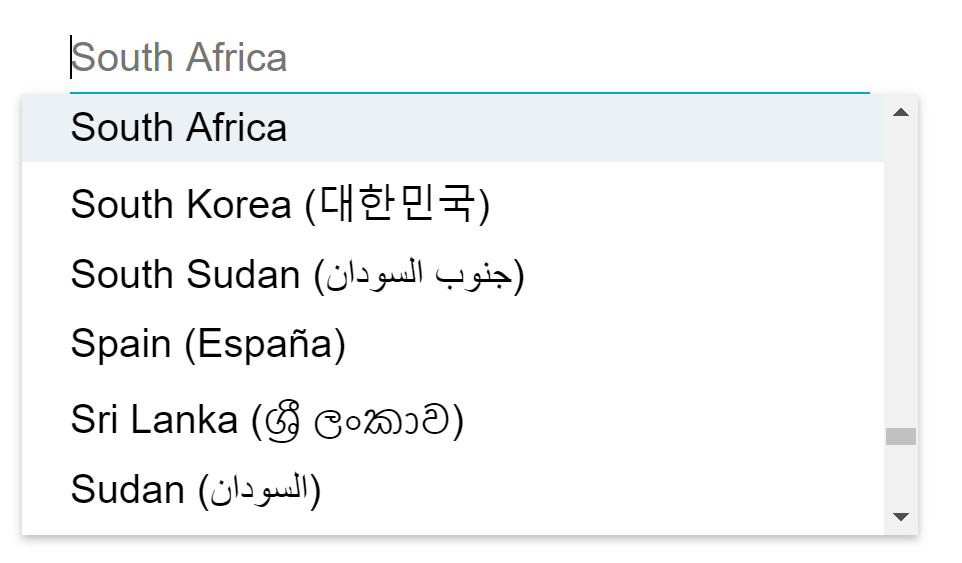 South Africa
South Africa
South Korea (대한민국)
South Sudan (جنوب السودان)
Spain (España)
Sri Lanka (ශ්‍රී ලංකාව)
Sudan (السودان)